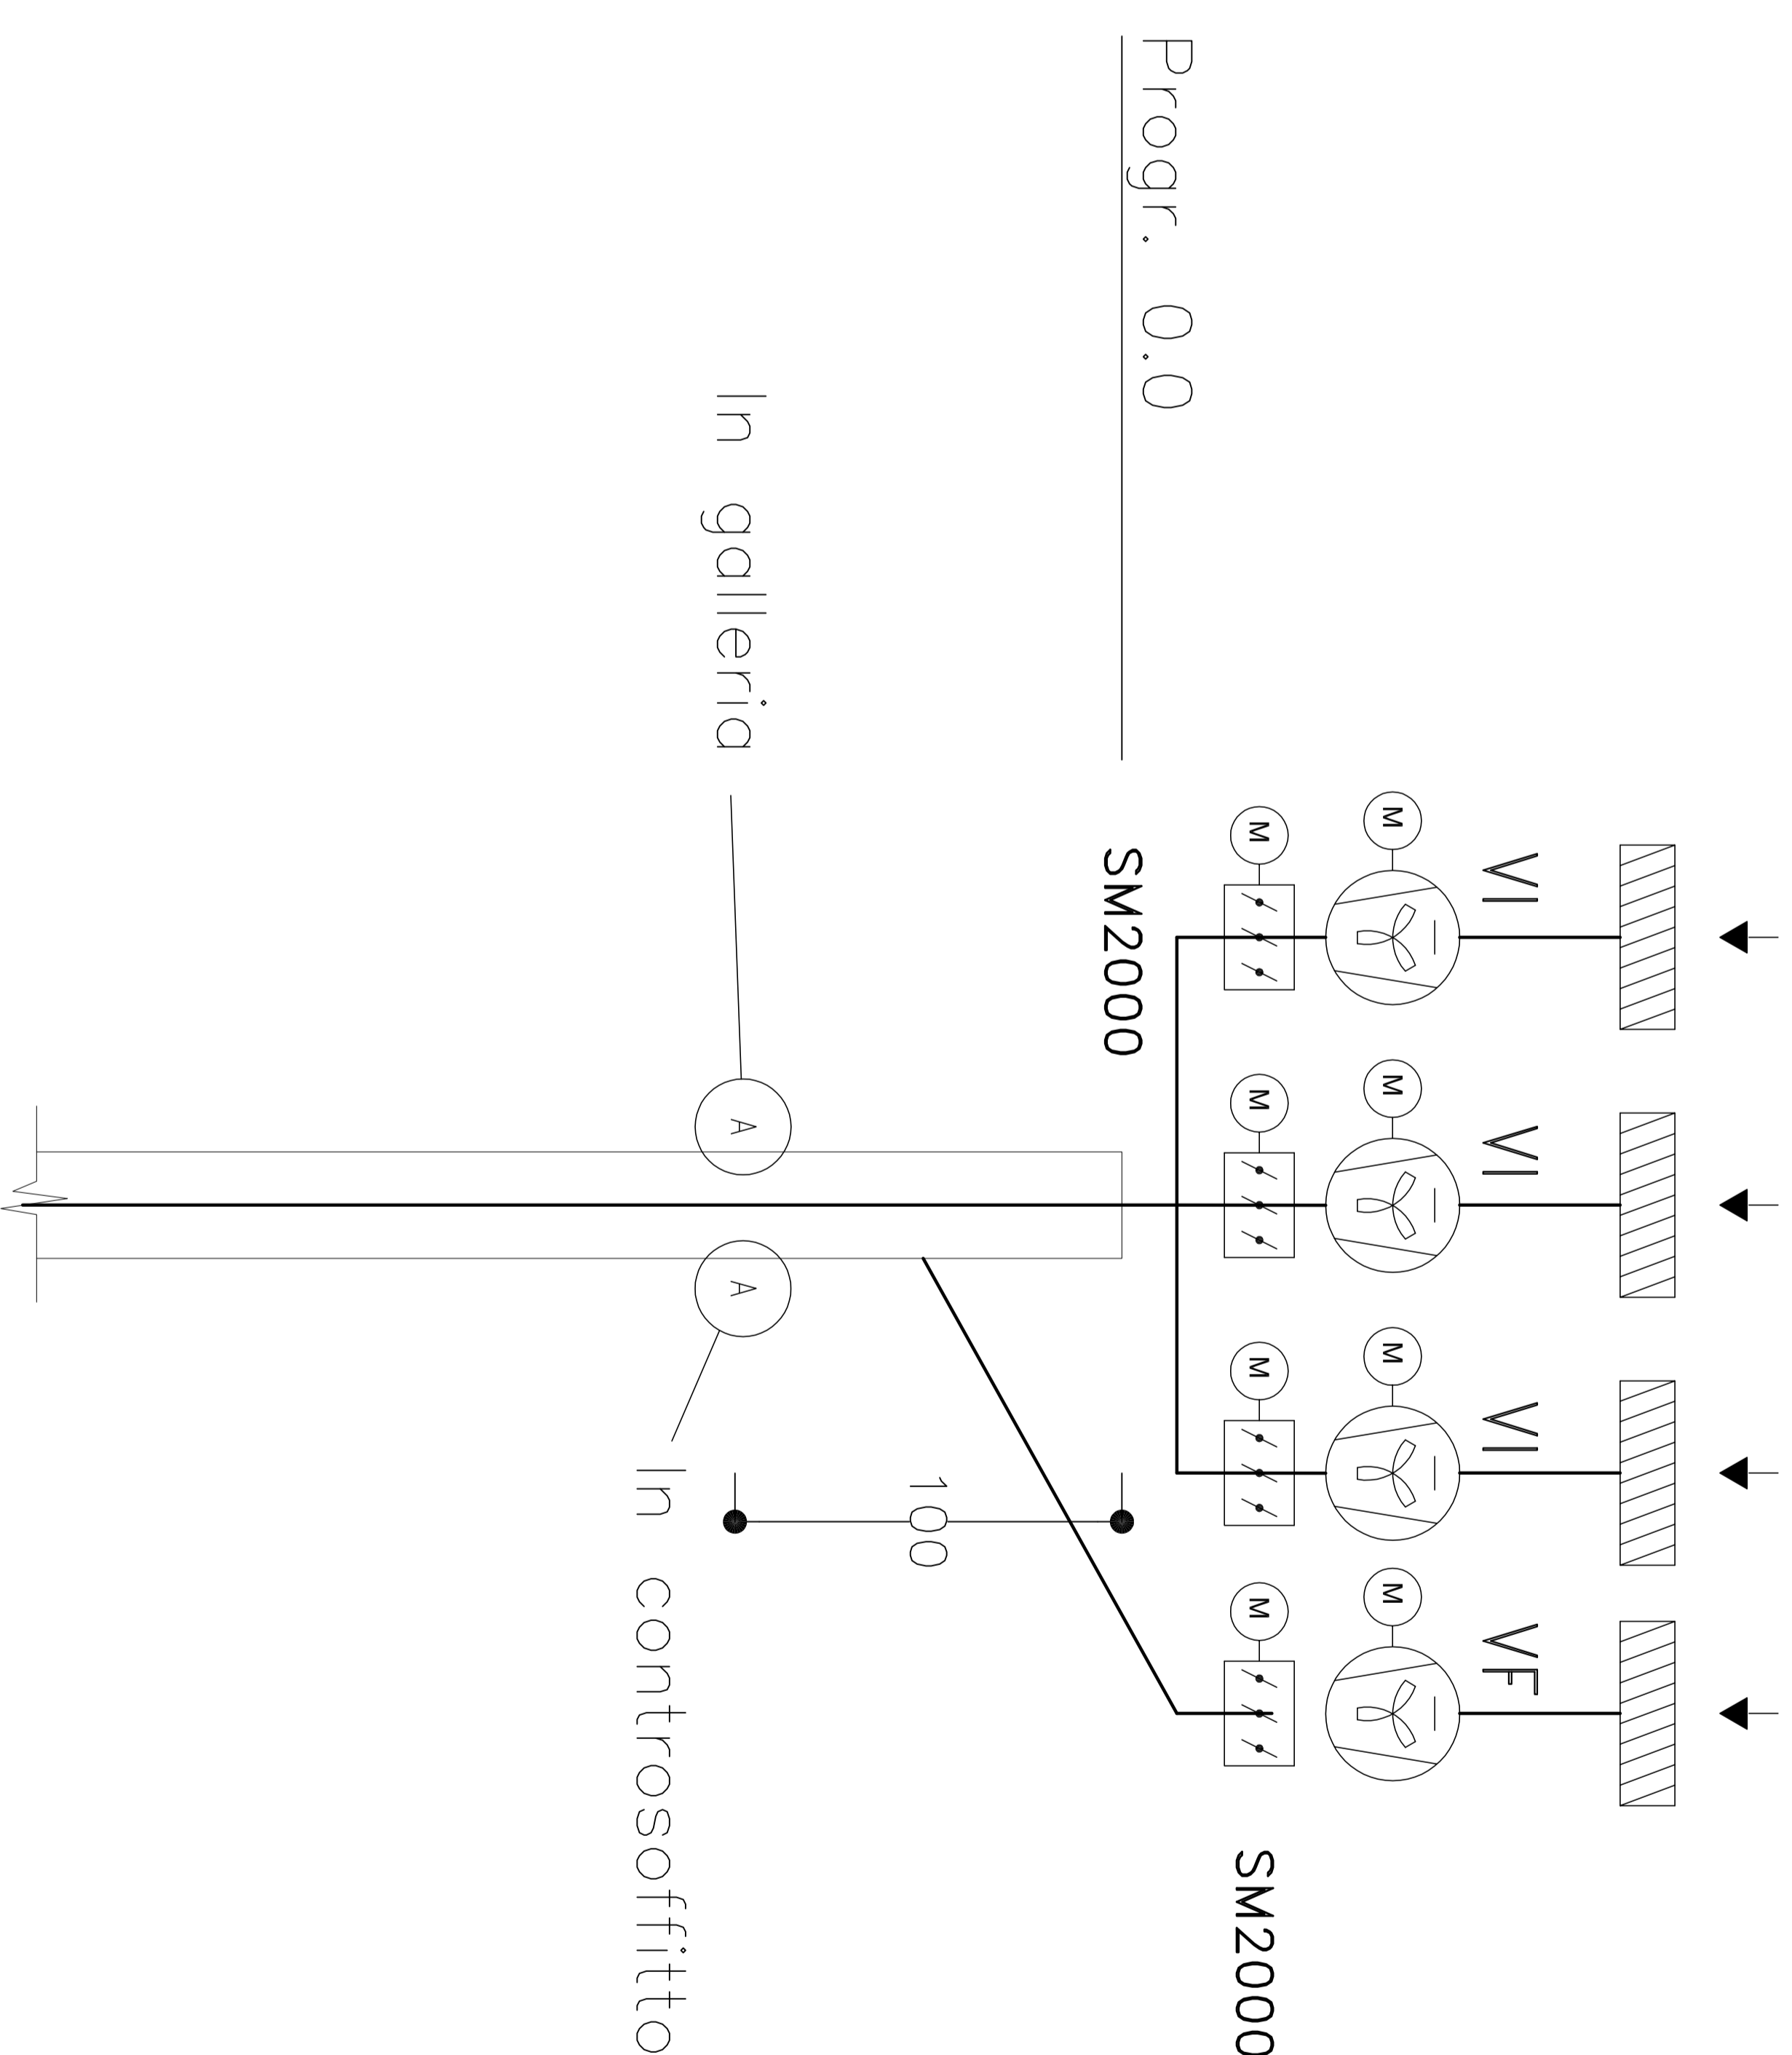 VI
VI
VI
VF
M
M
M
M
M
M
M
M
Progr. 0.0
SM2000
SM2000
100
In galleria
A
A
In controsoffitto